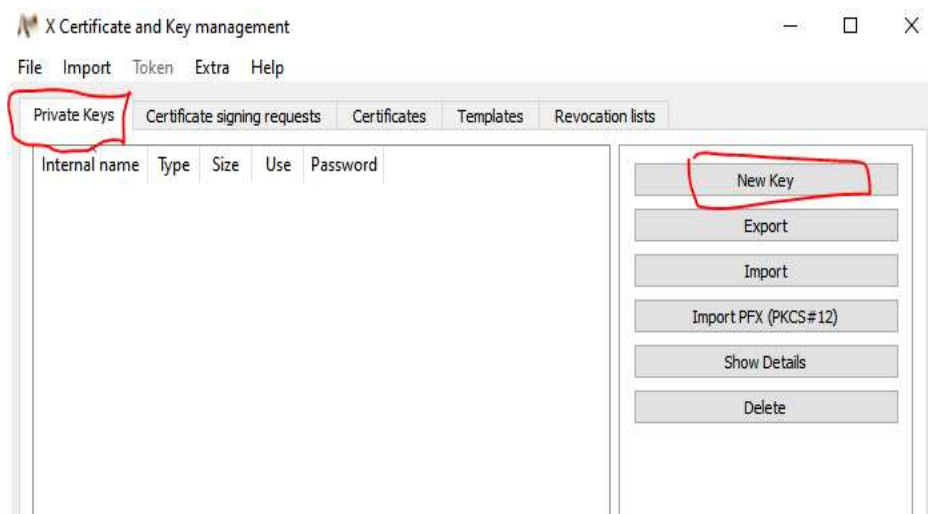 X Certificate and Key management
File Import Token Extra Help
Private Keys Certificate signing requests Certificates Templates Revocation lists
Internal name Type Size Use Password
New Key
Export
Import
Import PFX (PKCS#12)
Show Details
Delete